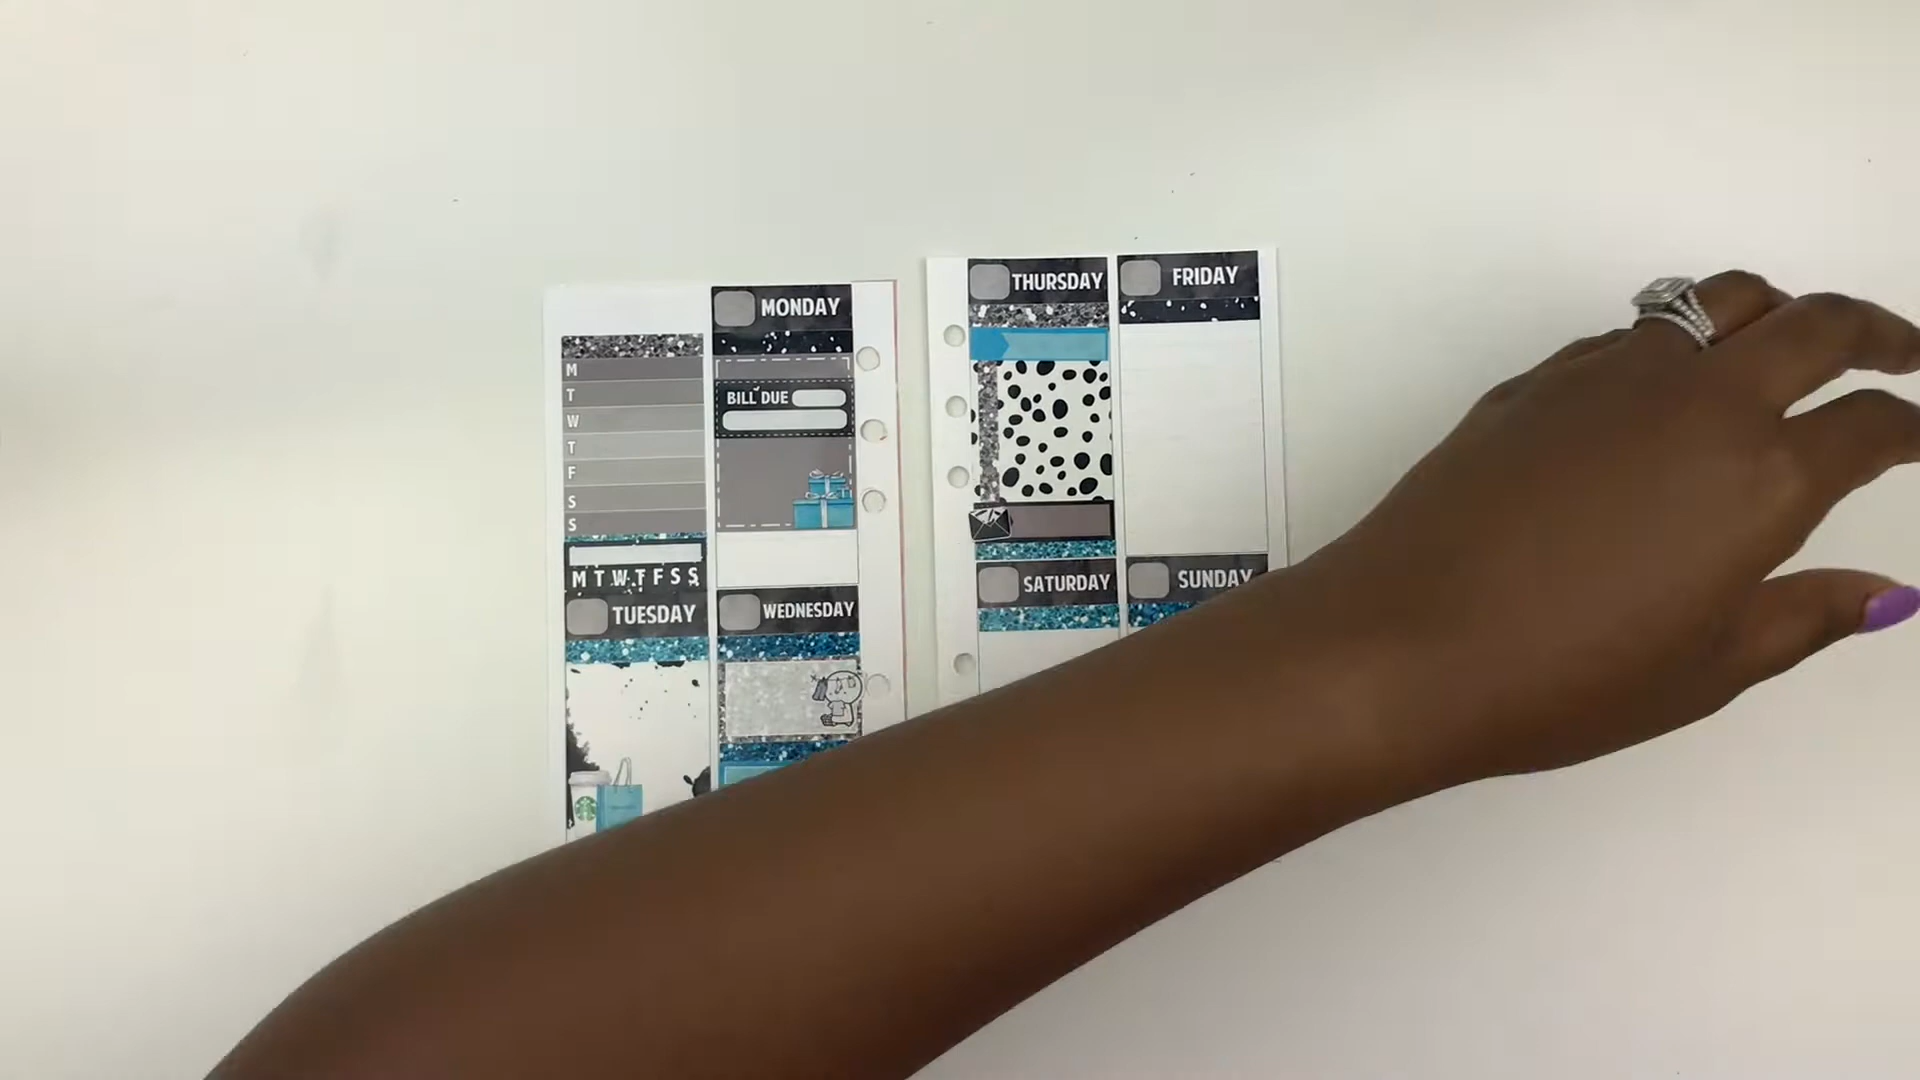 MONDAY
M
T
W
T
F
S
S
BILL DUE
M T W T F S S
TUESDAY
WEDNESDAY
THURSDAY
FRIDAY
SATURDAY
SUNDAY